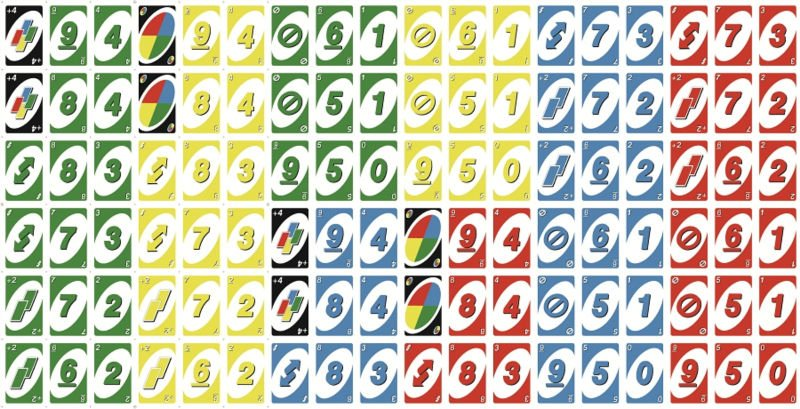 +4 9 4 9 4 6 1 6 1 7 3 7 3
+4 8 4 8 4 5 1 5 1 +2 7 2 +2 7 2
8 3 8 3 9 5 0 9 5 0 +2 6 2 +2 6 2
7 3 7 3 +4 9 4 9 4 6 1 6 1
+2 7 2 +2 7 2 +4 8 4 8 4 5 1 5 1
+2 6 2 +2 6 2 8 3 8 3 9 5 0 9 5 0